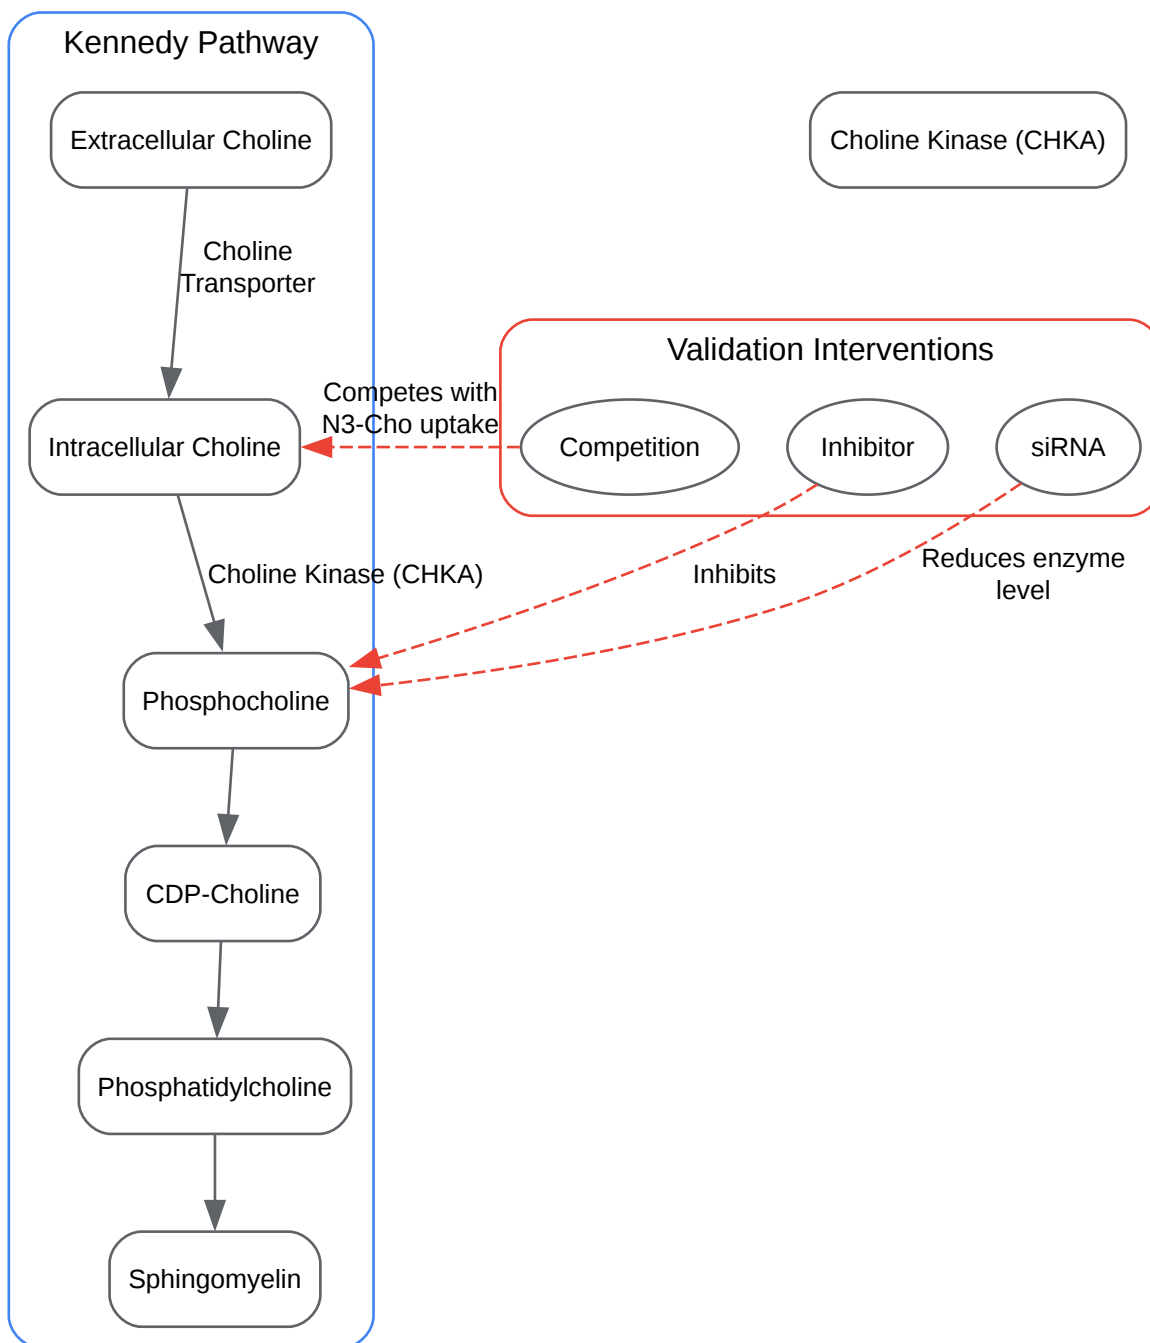 Kennedy Pathway
Extracellular Choline
Choline Kinase (CHKA)
Choline
Transporter
Validation Interventions
Competes with
N3-Cho uptake
Intracellular Choline
Competition
Inhibitor
siRNA
Choline Kinase (CHKA)
Inhibits
Reduces enzyme
level
Phosphocholine
CDP-Choline
Phosphatidylcholine
Sphingomyelin